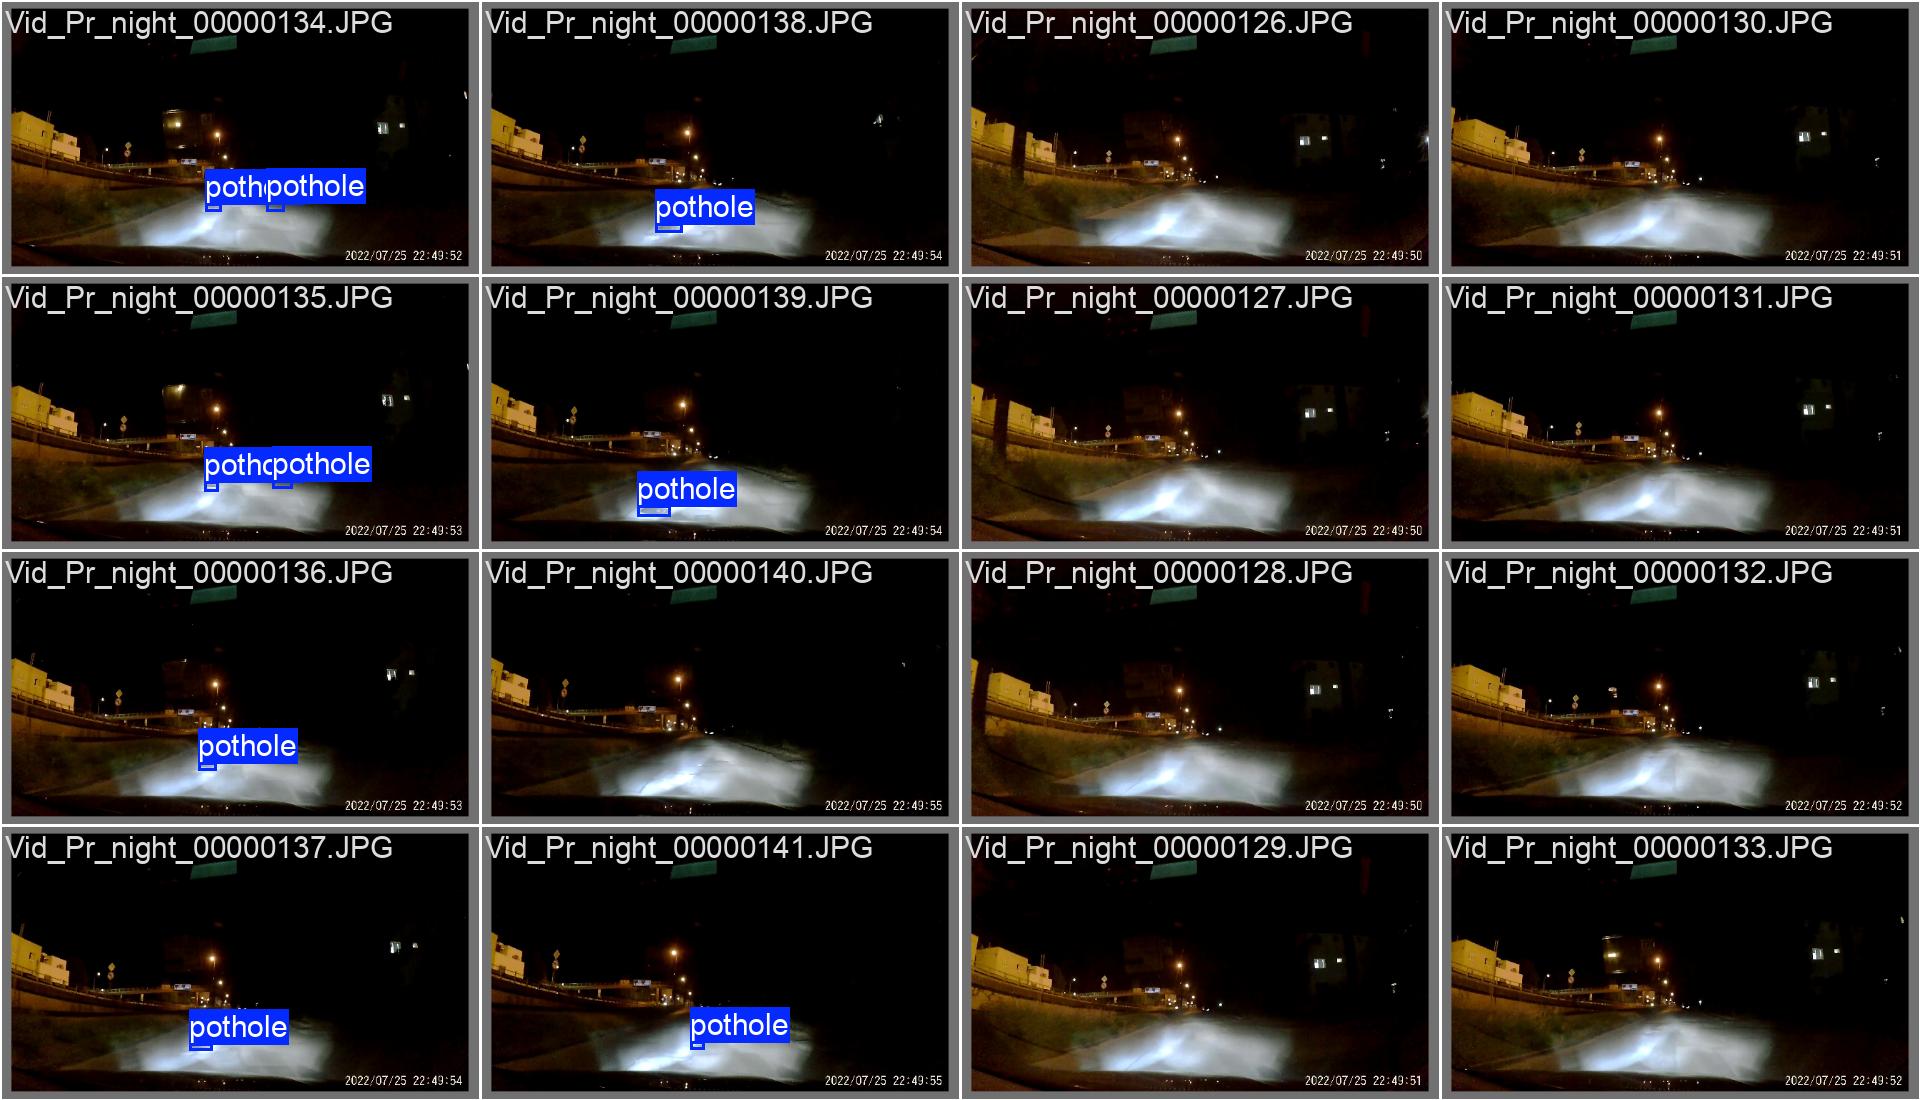 Vid_Pr_night_00000134.JPG
pothole
pothole
2022/07/25 22:49:52
Vid_Pr_night_00000138.JPG
pothole
2022/07/25 22:49:54
Vid_Pr_night_00000126.JPG
2022/07/25 22:49:50
Vid_Pr_night_00000130.JPG
2022/07/25 22:49:51
Vid_Pr_night_00000135.JPG
potho
pothole
2022/07/25 22:49:53
Vid_Pr_night_00000139.JPG
pothole
2022/07/25 22:49:54
Vid_Pr_night_00000127.JPG
2022/07/25 22:49:50
Vid_Pr_night_00000131.JPG
2022/07/25 22:49:51
Vid_Pr_night_00000136.JPG
pothole
2022/07/25 22:49:53
Vid_Pr_night_00000140.JPG
2022/07/25 22:49:55
Vid_Pr_night_00000128.JPG
2022/07/25 22:49:50
Vid_Pr_night_00000132.JPG
2022/07/25 22:49:52
Vid_Pr_night_00000137.JPG
pothole
2022/07/25 22:49:54
Vid_Pr_night_00000141.JPG
pothole
2022/07/25 22:49:55
Vid_Pr_night_00000129.JPG
2022/07/25 22:49:51
Vid_Pr_night_00000133.JPG
2022/07/25 22:49:52